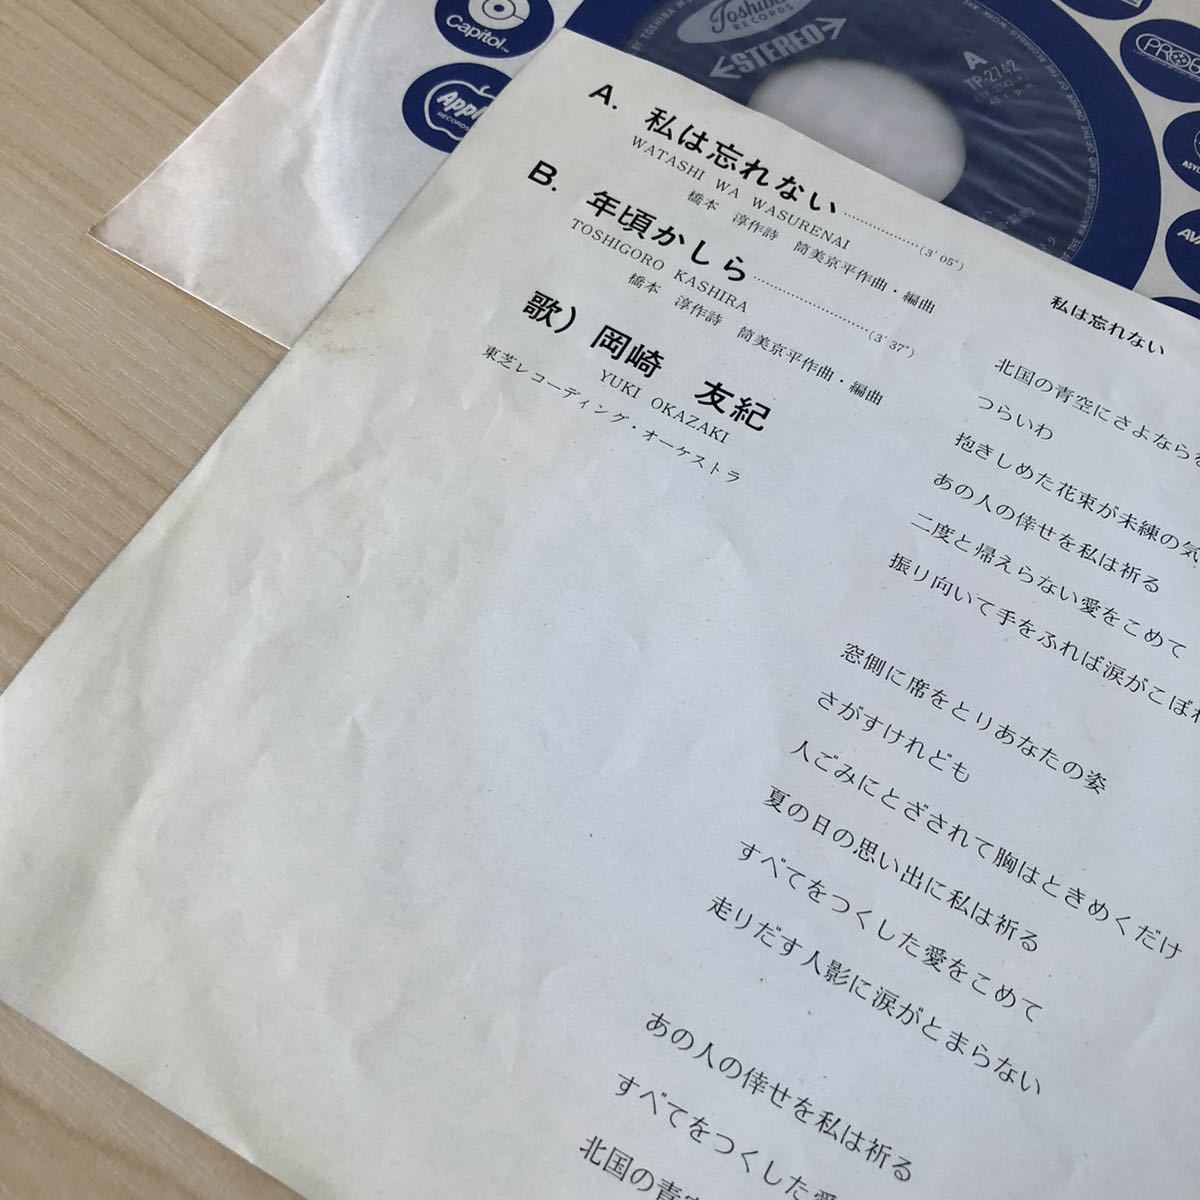 Capitol
Apple
RECORDS
Toshiba
RECORDS
STEREO
A
TP-2742
45 r.p.m.
PROBE
A. 私は忘れない……………(3'05")
WATASHI WA WASURENAI
橋本 淳作詩 筒美京平作曲・編曲
B. 年頃かしら……………(3'37")
TOSHIGORO KASHIRA
橋本 淳作詩 筒美京平作曲・編曲
歌)岡崎 友紀
YUKI OKAZAKI
東芝レコーディング・オーケストラ
私は忘れない
北国の青空にさよならを
つらいわ
抱きしめた花束が未練の気
あの人の倖せを私は祈る
二度と帰えらない愛をこめて
振り向いて手をふれば涙がこぼれ
窓側に席をとりあなたの姿
さがすけれども
人ごみにとざされて胸はときめくだけ
夏の日の思い出に私は祈る
すべてをつくした愛をこめて
走りだす人影に涙がとまらない
あの人の倖せを私は祈る
すべてをつくした愛
北国の青空